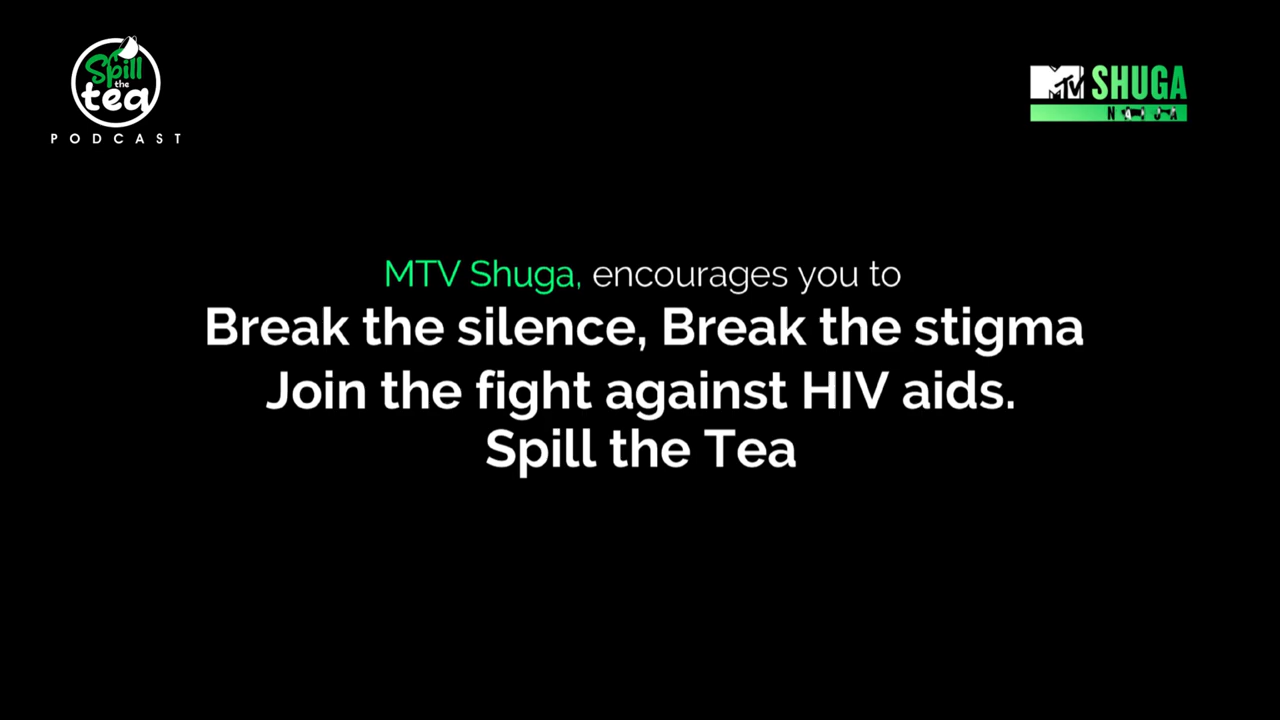 Spill
the
tea
PODCAST
MTV SHUGA
NAIJA
MTV Shuga, encourages you to
Break the silence, Break the stigma
Join the fight against HIV aids.
Spill the Tea